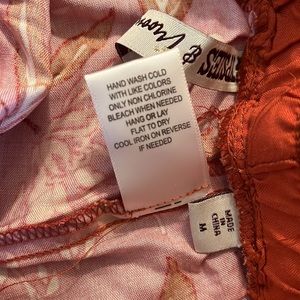 &
HAND WASH COLD
WITH LIKE COLORS
ONLY NON CHLORINE
BLEACH WHEN NEEDED
HANG OR LAY
FLAT TO DRY
COOL IRON ON REVERSE
IF NEEDED
MADE
IN
CHINA
M